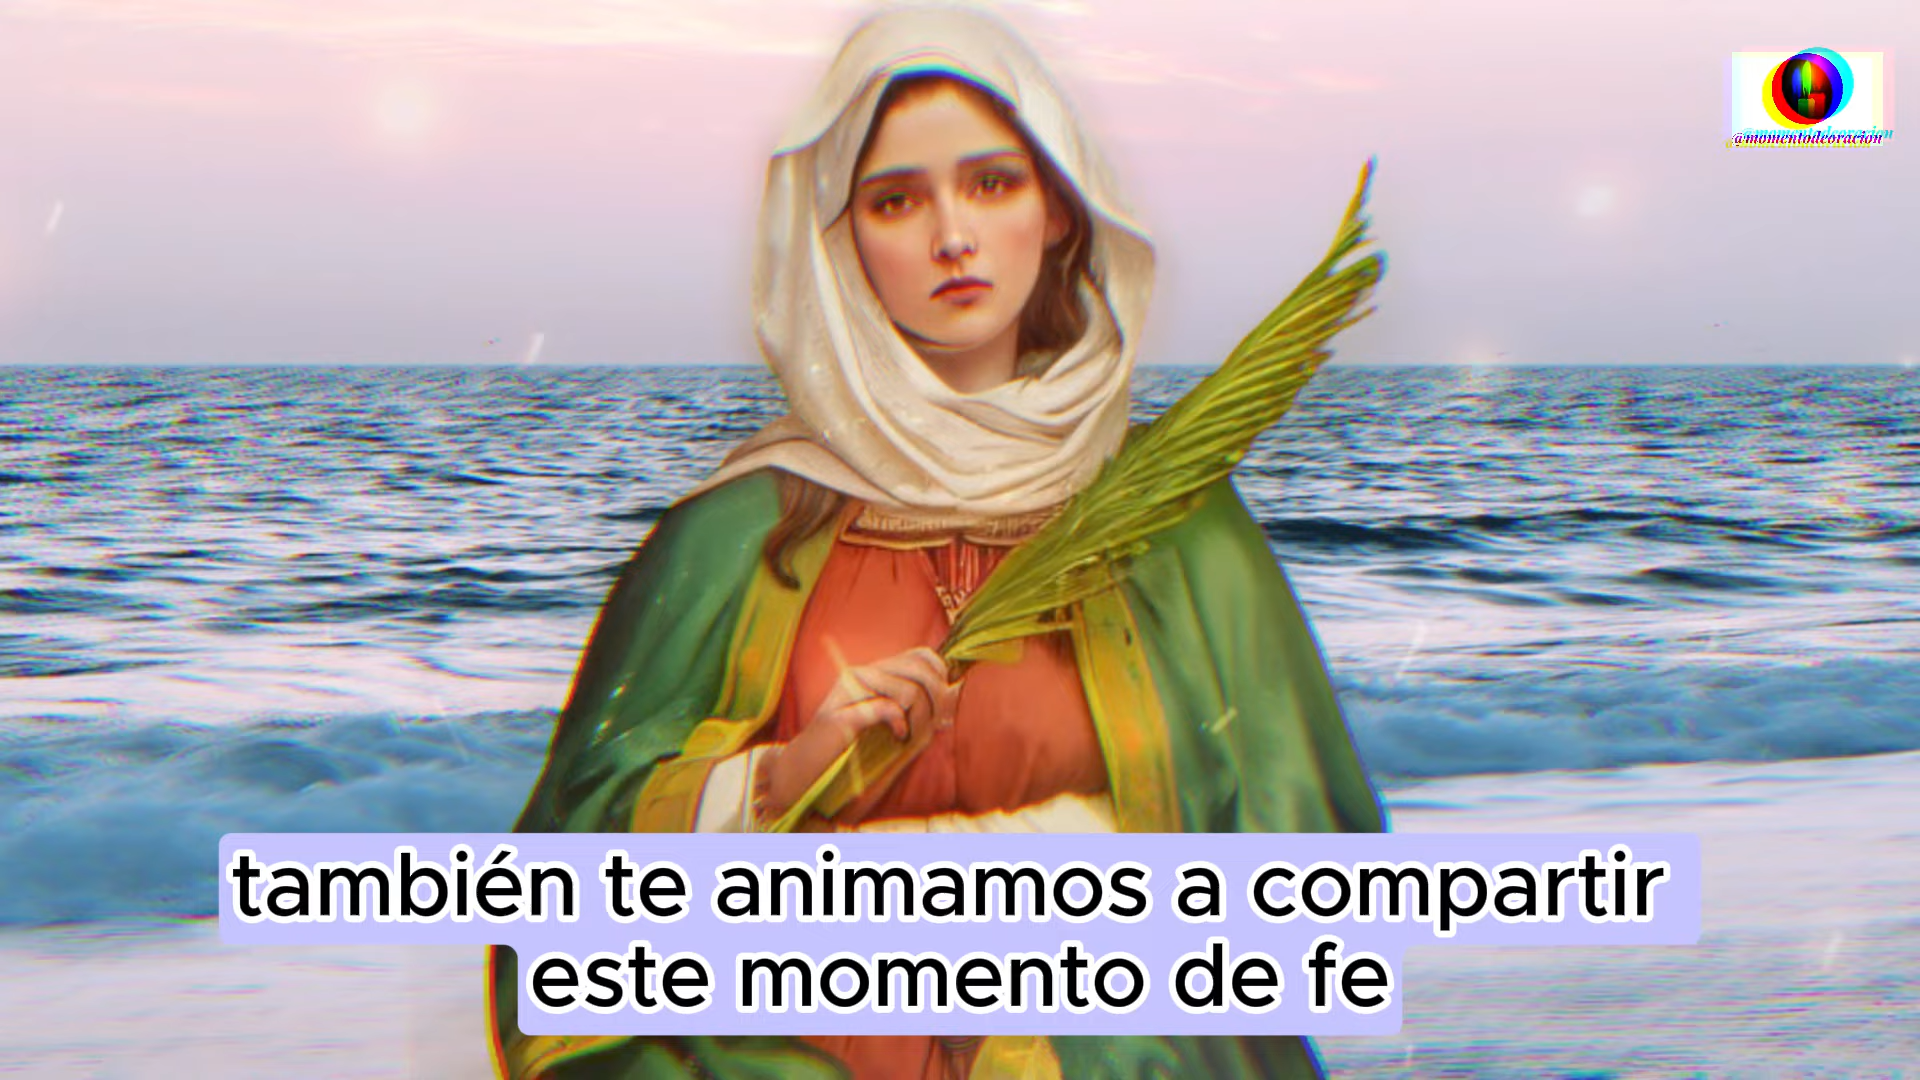 @momentodeoracion
también te animamos a compartir
este momento de fe